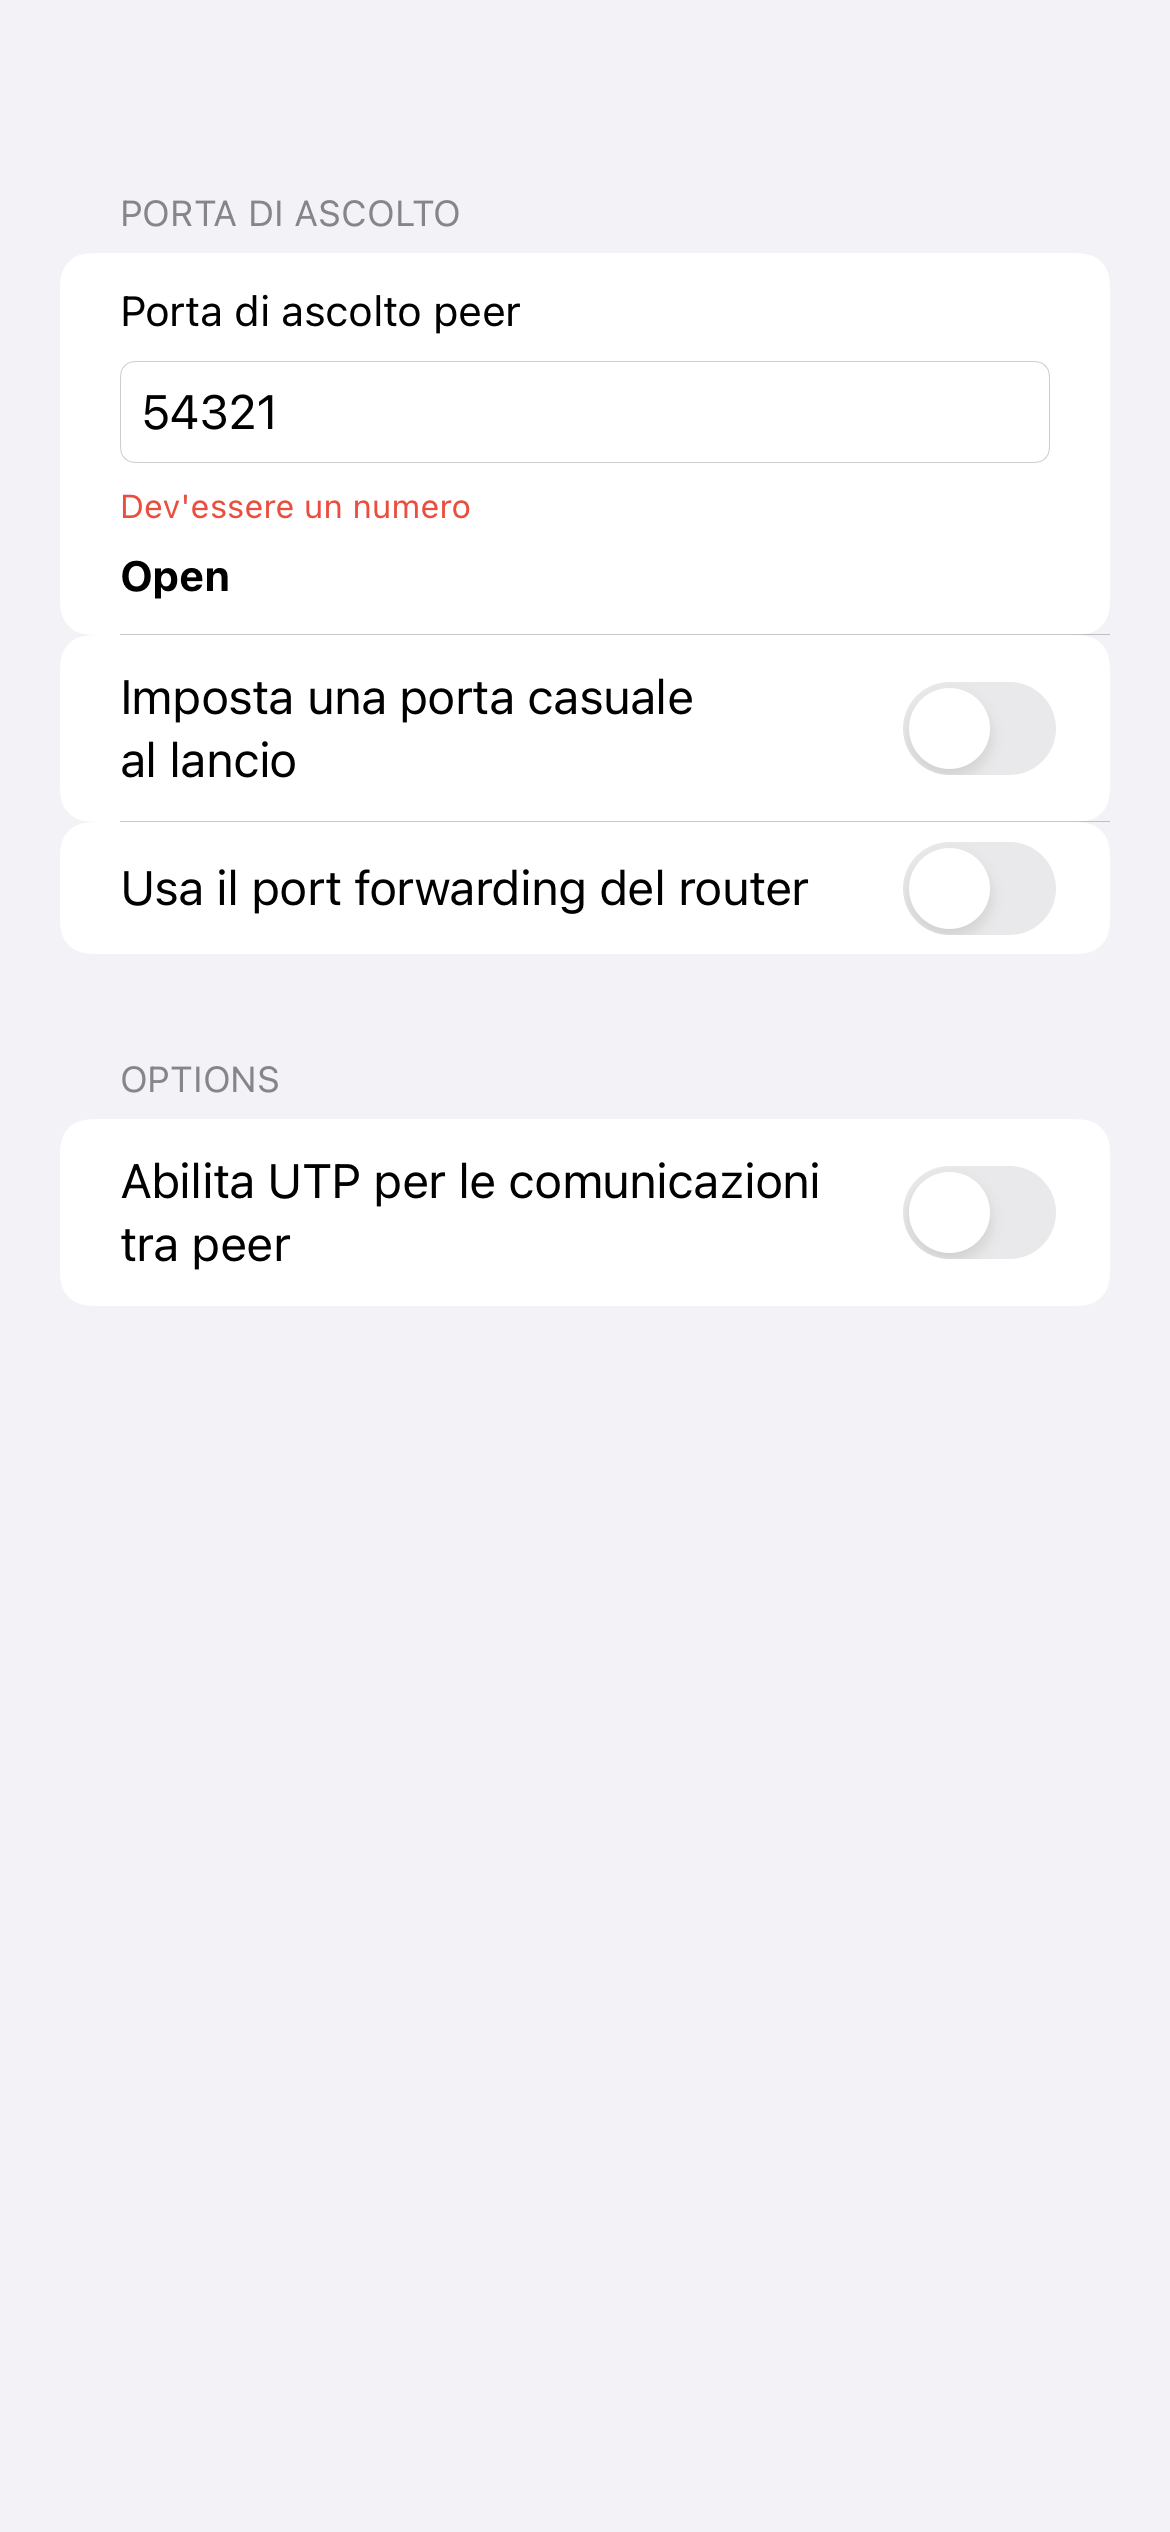 PORTA DI ASCOLTO
Porta di ascolto peer
54321
Dev'essere un numero
Open
Imposta una porta casuale
al lancio
Usa il port forwarding del router
OPTIONS
Abilita UTP per le comunicazioni
tra peer